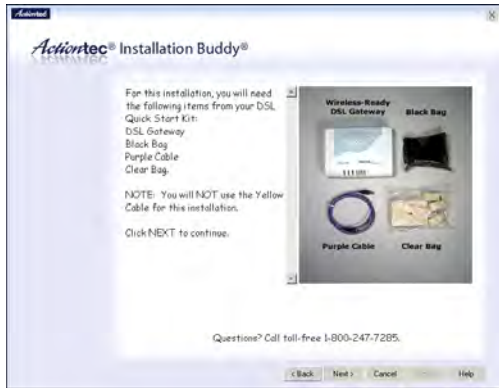 Actiontec
Actiontec® Installation Buddy®
For this installation, you will need
the following items from your DSL
Quick Start Kit:
DSL Gateway
Black Bag
Purple Cable
Clear Bag.
NOTE: You will NOT use the Yellow
Cable for this installation.
Click NEXT to continue.
Wireless-Ready
DSL Gateway
Black Bag
Purple Cable
Clear Bag
Questions? Call toll-free 1-800-247-7285.
< Back
Next >
Cancel
Help